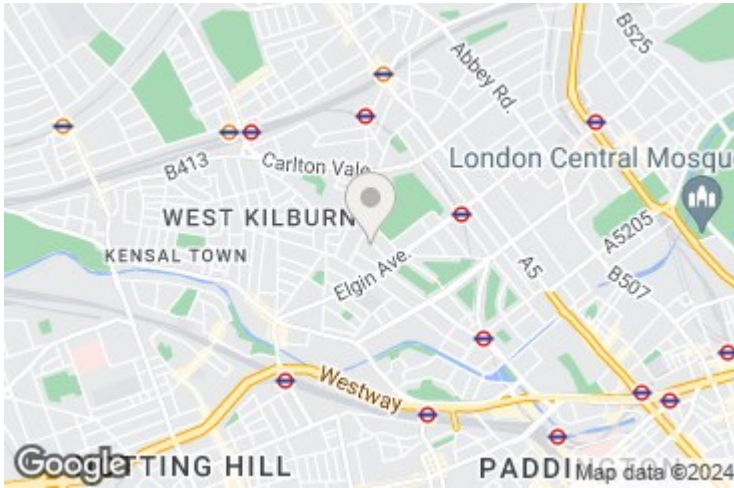 B525
Abbey Rd.
B413
Carlton Vale
London Central Mosque
WEST KILBURN
A5205
KENSAL TOWN
Elgin Ave.
A5
B507
Westway
Google
TTING HILL
PADDINGTON
Map data ©2024